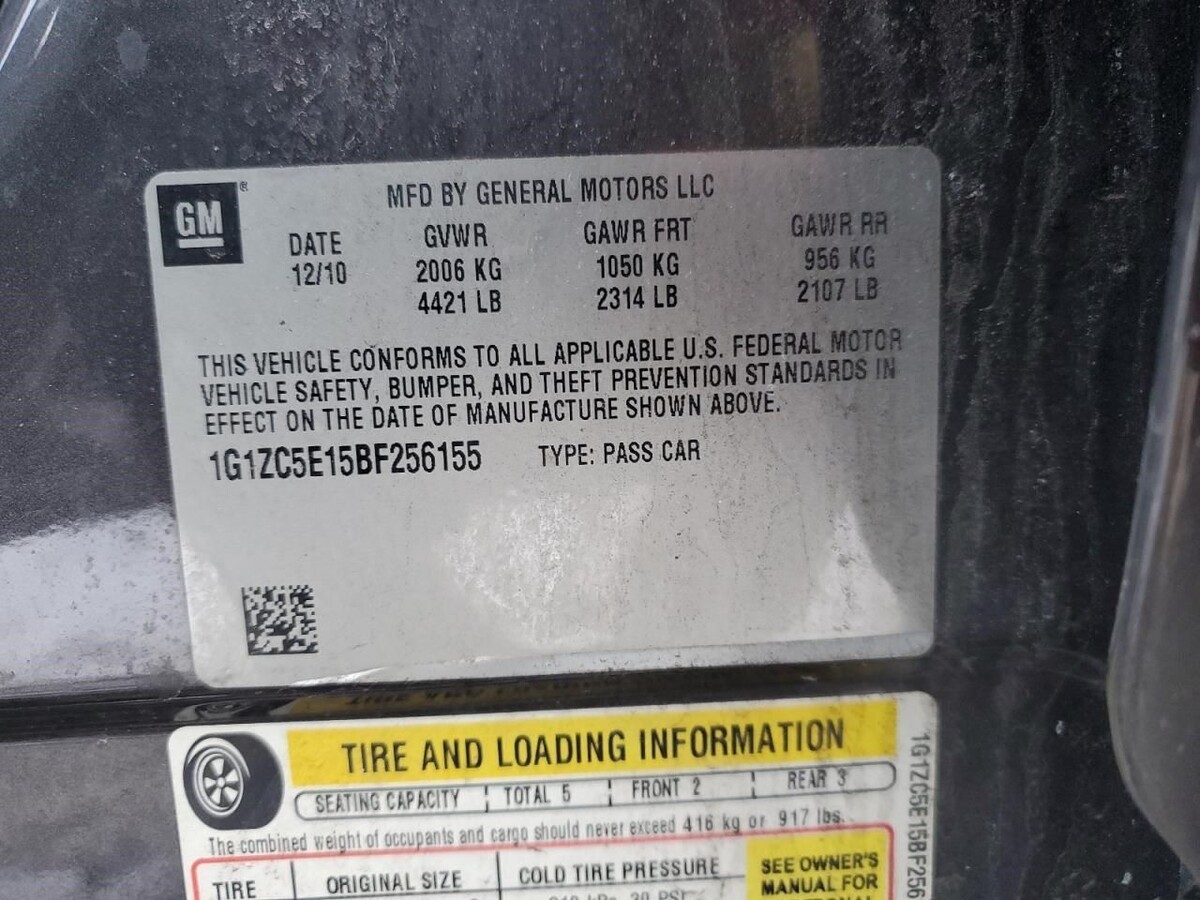 GM ®
MFD BY GENERAL MOTORS LLC
DATE GVWR GAWR FRT GAWR RR
12/10 2006 KG 1050 KG 956 KG
4421 LB 2314 LB 2107 LB
THIS VEHICLE CONFORMS TO ALL APPLICABLE U.S. FEDERAL MOTOR
VEHICLE SAFETY, BUMPER, AND THEFT PREVENTION STANDARDS IN
EFFECT ON THE DATE OF MANUFACTURE SHOWN ABOVE.
1G1ZC5E15BF256155 TYPE: PASS CAR
TIRE AND LOADING INFORMATION
SEATING CAPACITY TOTAL 5 FRONT 2 REAR 3
The combined weight of occupants and cargo should never exceed 416 kg or 917 lbs.
TIRE ORIGINAL SIZE COLD TIRE PRESSURE
SEE OWNER'S
MANUAL FOR
30 PSI
1G1ZC5E15BF256